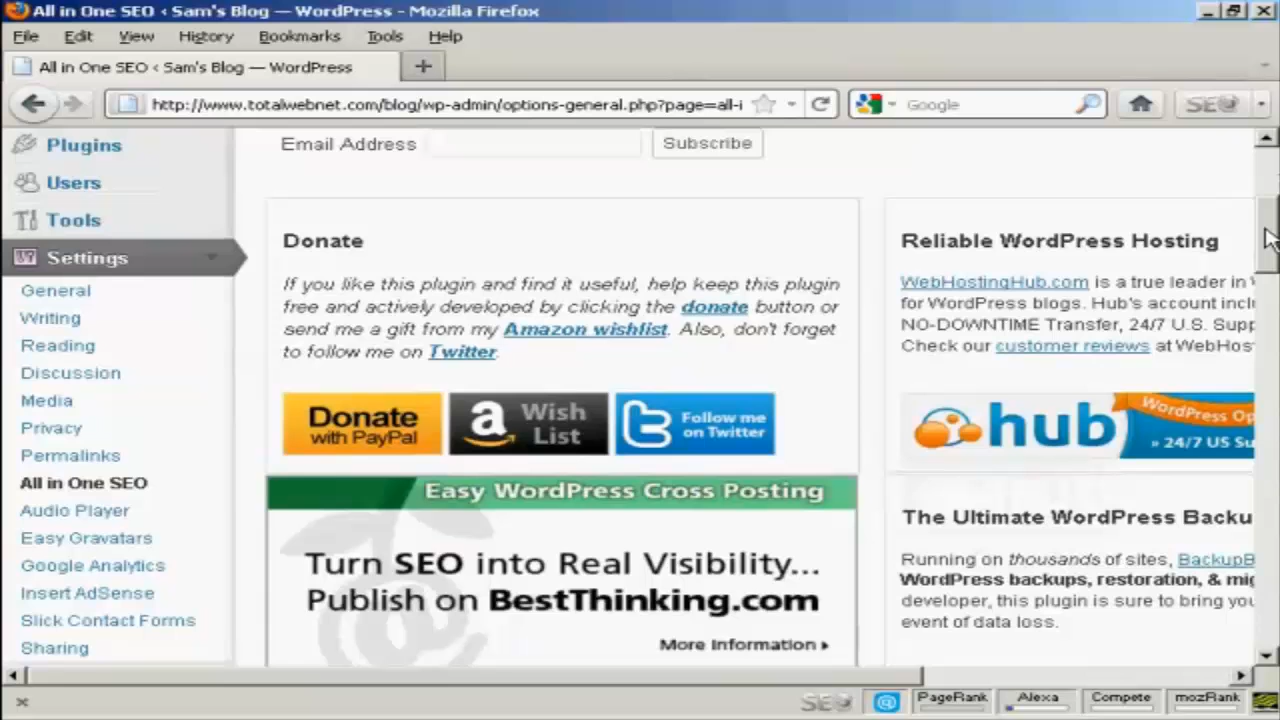 All in One SEO ‹ Sam's Blog — WordPress - Mozilla Firefox
File Edit View History Bookmarks Tools Help
All in One SEO ‹ Sam's Blog — WordPress
http://www.totalwebnet.com/blog/wp-admin/options-general.php?page=all-i
Google
SEO
Plugins
Users
Tools
Settings
General
Writing
Reading
Discussion
Media
Privacy
Permalinks
All in One SEO
Audio Player
Easy Gravatars
Google Analytics
Insert AdSense
Slick Contact Forms
Sharing
Email Address
Subscribe
Donate
If you like this plugin and find it useful, help keep this plugin
free and actively developed by clicking the donate button or
send me a gift from my Amazon wishlist. Also, don't forget
to follow me on Twitter.
Donate
with PayPal
a Wish
List
Follow me
on Twitter
Easy WordPress Cross Posting
Turn SEO into Real Visibility...
Publish on BestThinking.com
More Information
Reliable WordPress Hosting
WebHostingHub.com is a true leader in
for WordPress blogs. Hub's account incl
NO-DOWNTIME Transfer, 24/7 U.S. Supp
Check our customer reviews at WebHos
hub
WordPress Op
» 24/7 US Su
The Ultimate WordPress Backu
Running on thousands of sites, BackupB
WordPress backups, restoration, & mig
developer, this plugin is sure to bring you
event of data loss.
SEO
PageRank
Alexa
Compete
mozRank